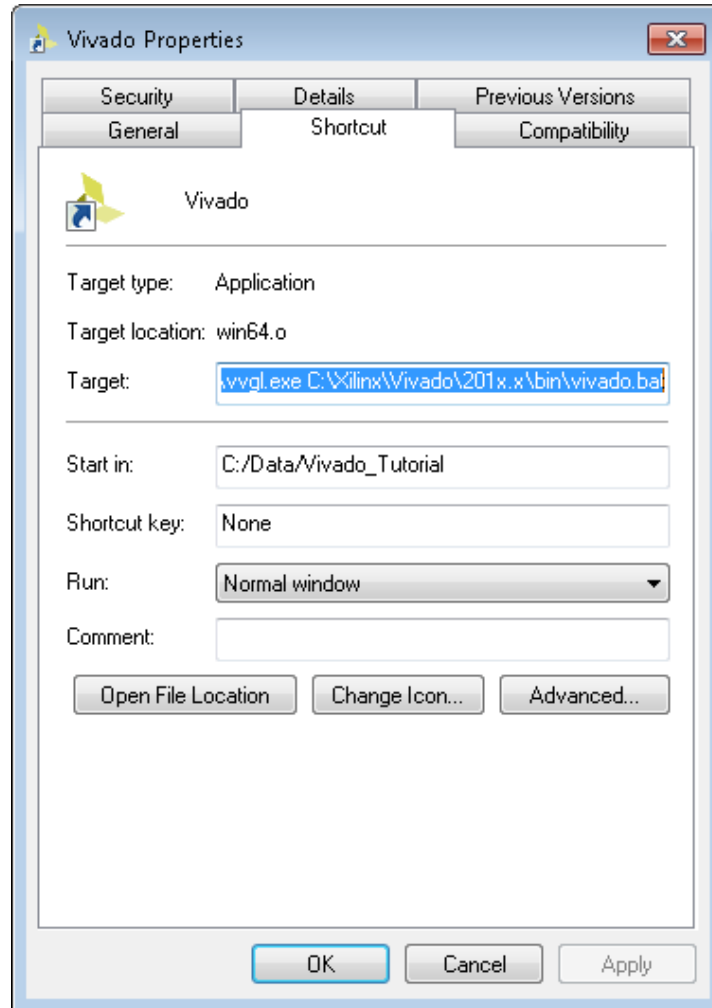 Vivado Properties
Security Details Previous Versions
General Shortcut Compatibility
Vivado
Target type: Application
Target location: win64.o
Target: \vvgl.exe C:\Xilinx\Vivado\201x.x\bin\vivado.bat
Start in: C:/Data/Vivado_Tutorial
Shortcut key: None
Run: Normal window
Comment:
Open File Location Change Icon... Advanced...
OK Cancel Apply